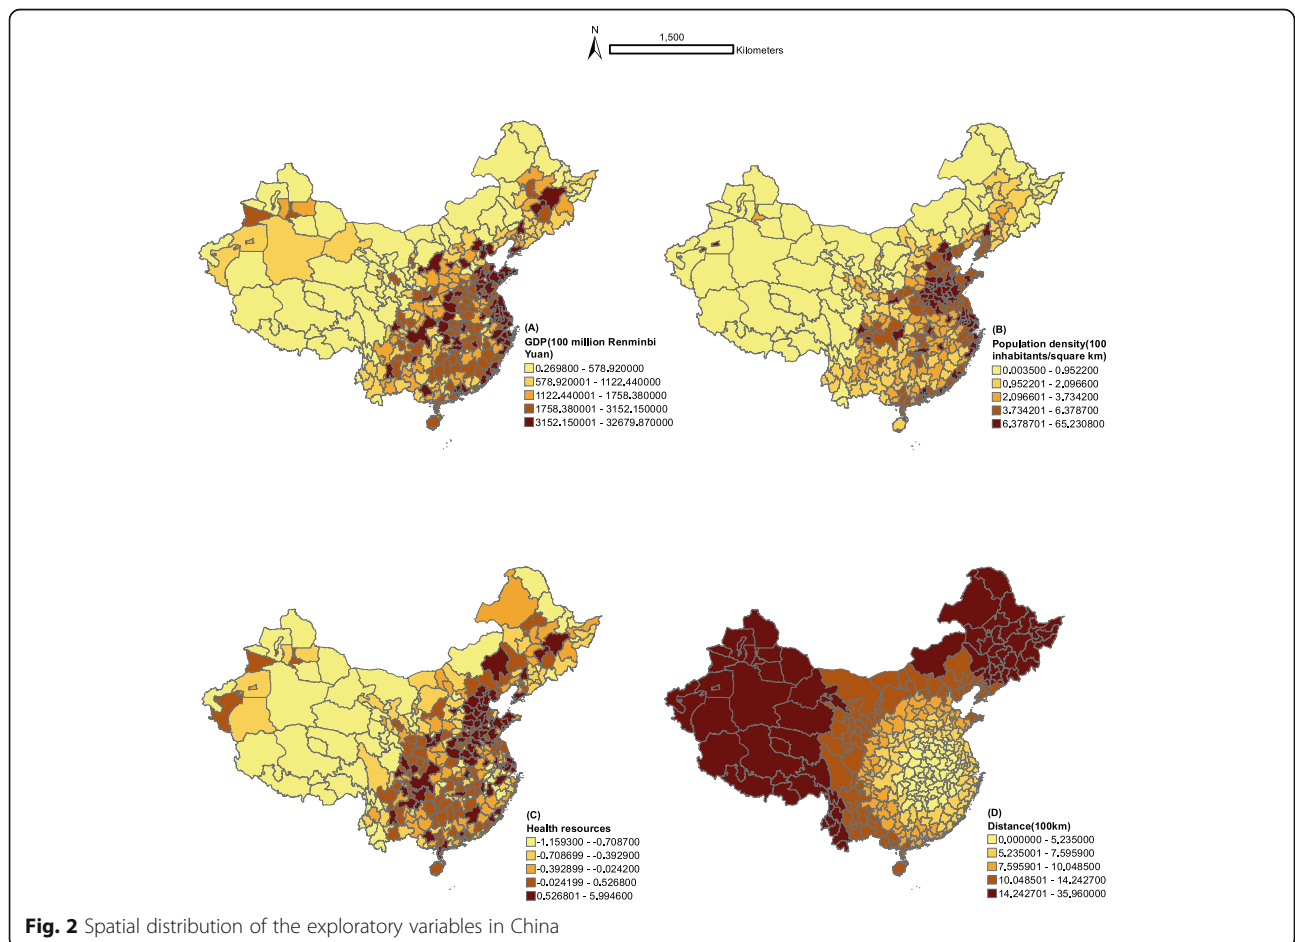 N
1,500
Kilometers
(A)
GDP(100 million Renminbi
Yuan)
0.269800 - 578.920000
578.920001 - 1122.440000
1122.440001 - 1758.380000
1758.380001 - 3152.150000
3152.150001 - 32679.870000
(B)
Population density(100
inhabitants/square km)
0.003500 - 0.952200
0.952201 - 2.096600
2.096601 - 3.734200
3.734201 - 6.378700
6.378701 - 65.230800
(C)
Health resources
-1.159300 - -0.708700
-0.708699 - -0.392900
-0.392899 - -0.024200
-0.024199 - 0.526800
0.526801 - 5.994600
(D)
Distance(100km)
0.000000 - 5.235000
5.235001 - 7.595900
7.595901 - 10.048500
10.048501 - 14.242700
14.242701 - 35.960000
Fig. 2 Spatial distribution of the exploratory variables in China